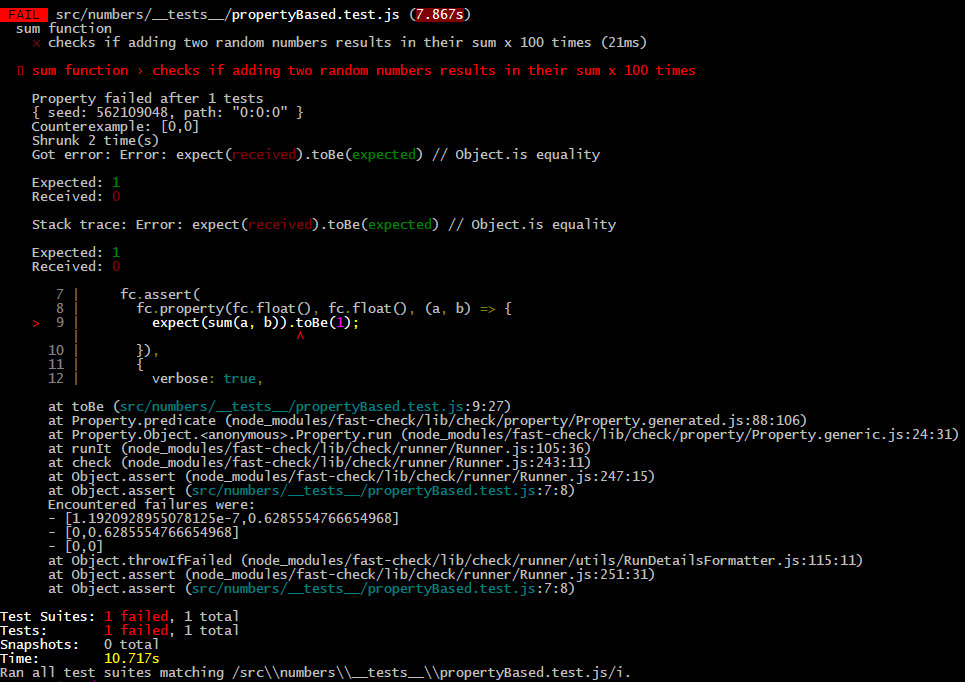 FAIL src/numbers/__tests__/propertyBased.test.js (7.867s)
sum function
× checks if adding two random numbers results in their sum x 100 times (21ms)
▯ sum function › checks if adding two random numbers results in their sum x 100 times
Property failed after 1 tests
{ seed: 562109048, path: "0:0:0" }
Counterexample: [0,0]
Shrunk 2 time(s)
Got error: Error: expect(received).toBe(expected) // Object.is equality
Expected: 1
Received: 0
Stack trace: Error: expect(received).toBe(expected) // Object.is equality
Expected: 1
Received: 0
7 | fc.assert(
8 | fc.property(fc.float(), fc.float(), (a, b) => {
> 9 | expect(sum(a, b)).toBe(1);
| ^
10 | }),
11 | {
12 | verbose: true,
at toBe (src/numbers/__tests__/propertyBased.test.js:9:27)
at Property.predicate (node_modules/fast-check/lib/check/property/Property.generated.js:88:106)
at Property.Object.<anonymous>.Property.run (node_modules/fast-check/lib/check/property/Property.generic.js:24:31)
at runIt (node_modules/fast-check/lib/check/runner/Runner.js:105:36)
at check (node_modules/fast-check/lib/check/runner/Runner.js:243:11)
at Object.assert (node_modules/fast-check/lib/check/runner/Runner.js:247:15)
at Object.assert (src/numbers/__tests__/propertyBased.test.js:7:8)
Encountered failures were:
- [1.1920928955078125e-7,0.6285554766654968]
- [0,0.6285554766654968]
- [0,0]
at Object.throwIfFailed (node_modules/fast-check/lib/check/runner/utils/RunDetailsFormatter.js:115:11)
at Object.assert (node_modules/fast-check/lib/check/runner/Runner.js:251:31)
at Object.assert (src/numbers/__tests__/propertyBased.test.js:7:8)
Test Suites: 1 failed, 1 total
Tests: 1 failed, 1 total
Snapshots: 0 total
Time: 10.717s
Ran all test suites matching /src\\numbers\\__tests__\\propertyBased.test.js/i.